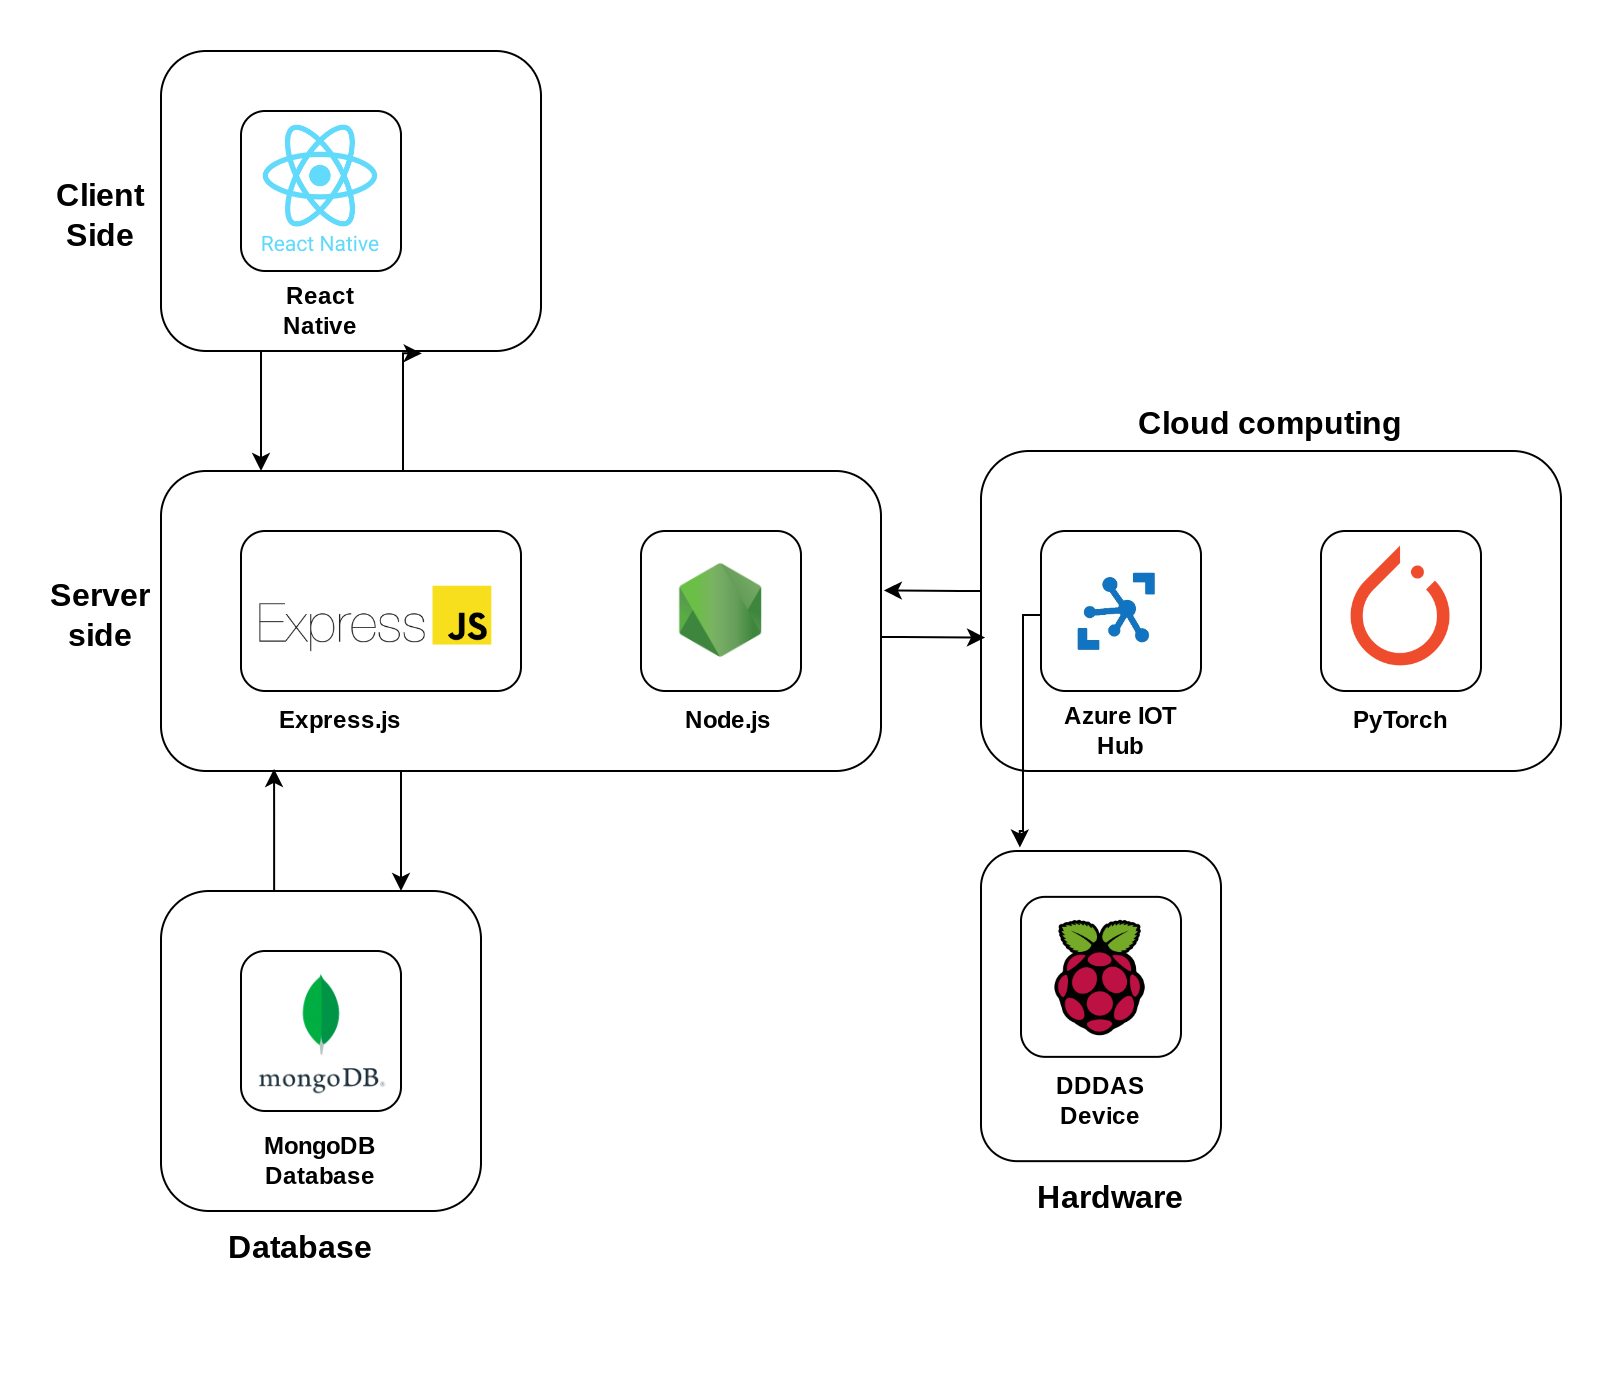 React Native
Client
Side
React
Native
Cloud computing
Server
side
Express
JS
Express.js
Node.js
Azure IOT
Hub
PyTorch
mongoDB
MongoDB
Database
Database
DDDAS
Device
Hardware